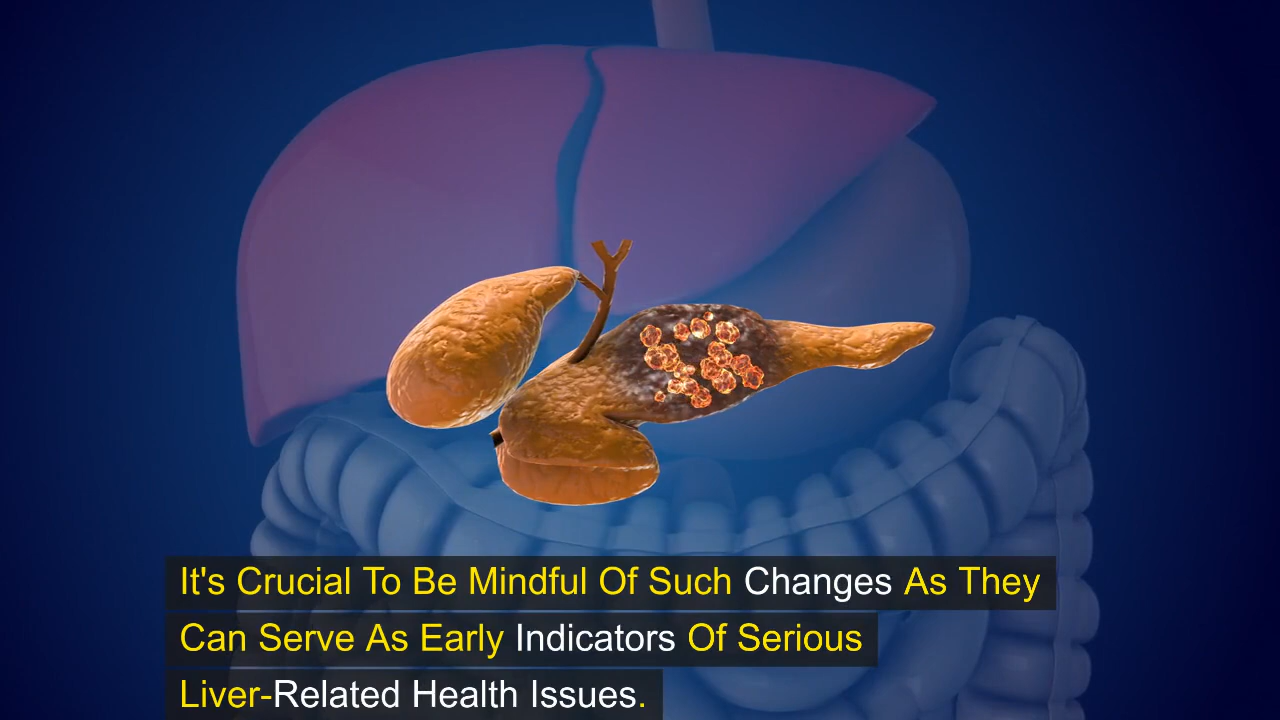 It's Crucial To Be Mindful Of Such Changes As They
Can Serve As Early Indicators Of Serious
Liver-Related Health Issues.